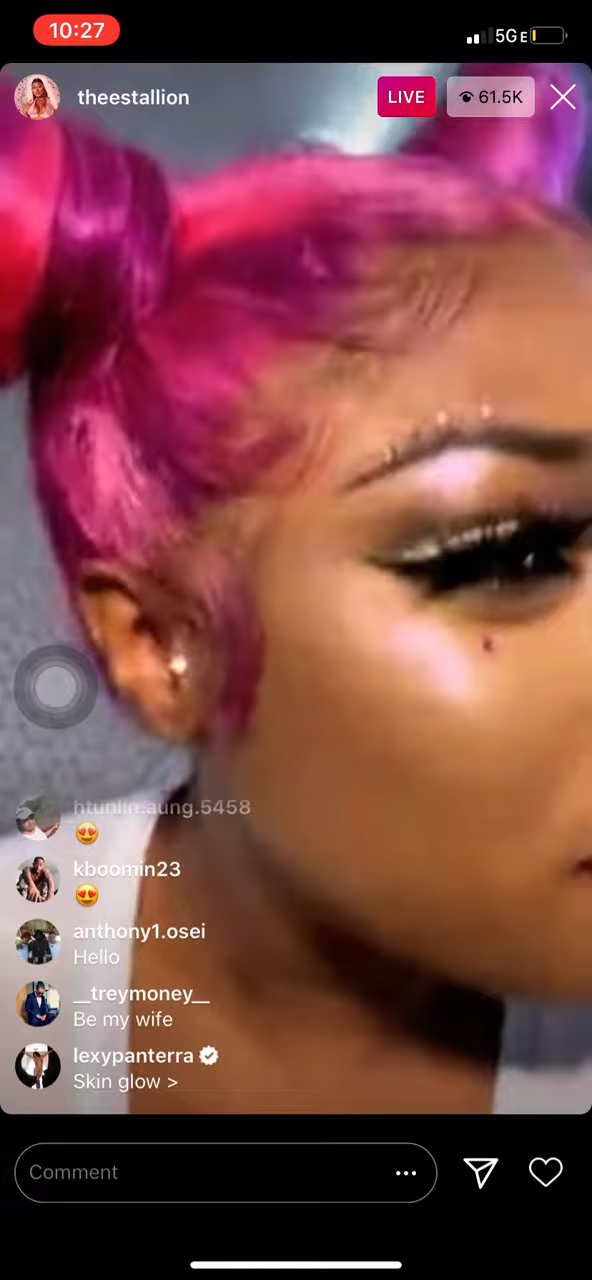 10:27
5G E
theestallion
LIVE
61.5K
htunlin.aung.5458
😍
kboomin23
😍
anthony1.osei
Hello
__treymoney__
Be my wife
lexypanterra
Skin glow >
Comment